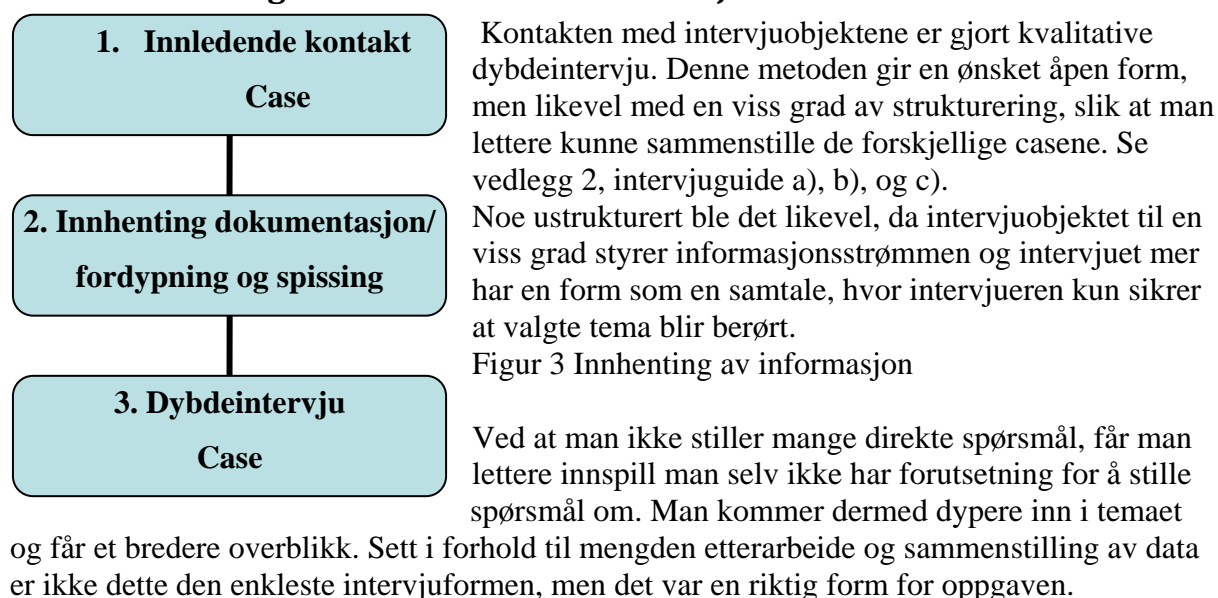 1. Innledende kontakt
Case
2. Innhenting dokumentasjon/
fordypning og spissing
3. Dybdeintervju
Case
Kontakten med intervjuobjektene er gjort kvalitative
dybdeintervju. Denne metoden gir en ønsket åpen form,
men likevel med en viss grad av strukturering, slik at man
lettere kunne sammenstille de forskjellige casene. Se
vedlegg 2, intervjuguide a), b), og c).
Noe ustrukturert ble det likevel, da intervjuobjektet til en
viss grad styrer informasjonsstrømmen og intervjuet mer
har en form som en samtale, hvor intervjueren kun sikrer
at valgte tema blir berørt.
Figur 3 Innhenting av informasjon
Ved at man ikke stiller mange direkte spørsmål, får man
lettere innspill man selv ikke har forutsetning for å stille
spørsmål om. Man kommer dermed dypere inn i temaet
og får et bredere overblikk. Sett i forhold til mengden etterarbeide og sammenstilling av data
er ikke dette den enkleste intervjuformen, men det var en riktig form for oppgaven.